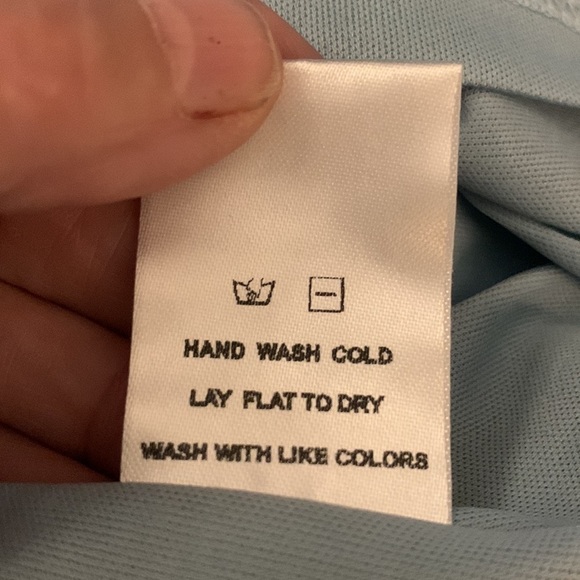 HAND WASH COLD
LAY FLAT TO DRY
WASH WITH LIKE COLORS